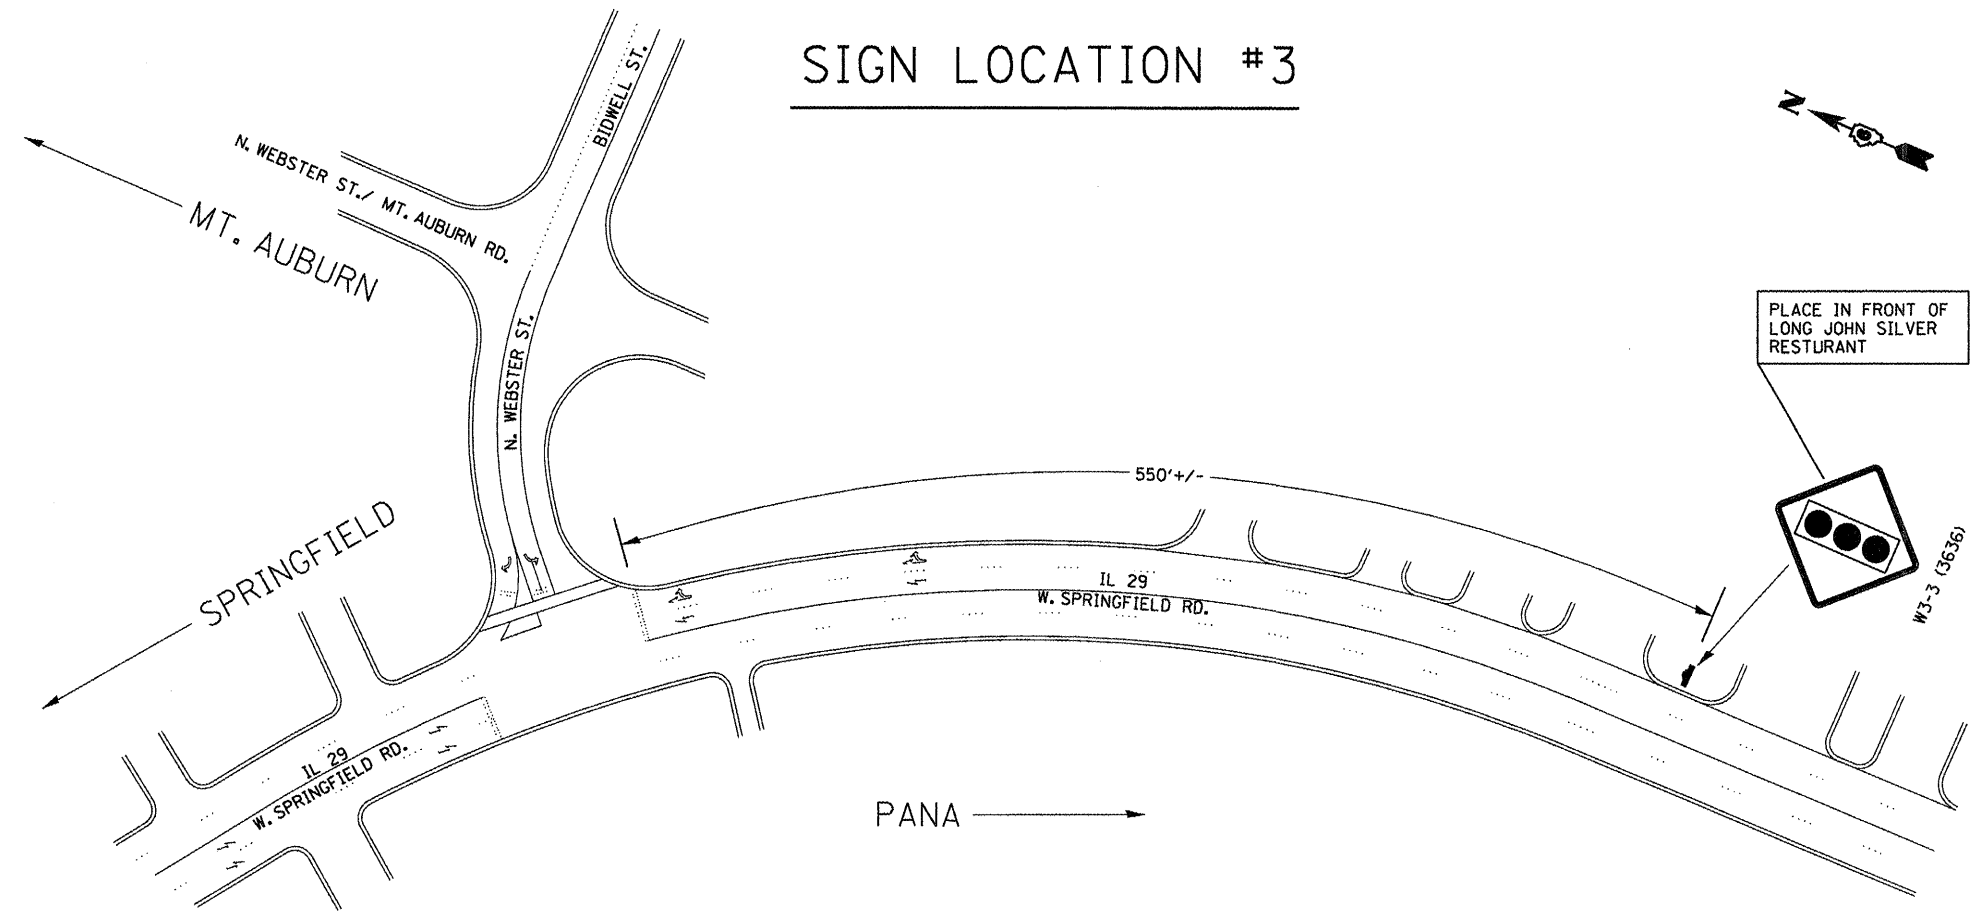 SIGN LOCATION #3
N
BIDWELL ST.
N. WEBSTER ST./ MT. AUBURN RD.
MT. AUBURN
N. WEBSTER ST.
PLACE IN FRONT OF
LONG JOHN SILVER
RESTURANT
550'+/-
W3-3 (3636)
SPRINGFIELD
IL 29
W. SPRINGFIELD RD.
IL 29
W. SPRINGFIELD RD.
PANA